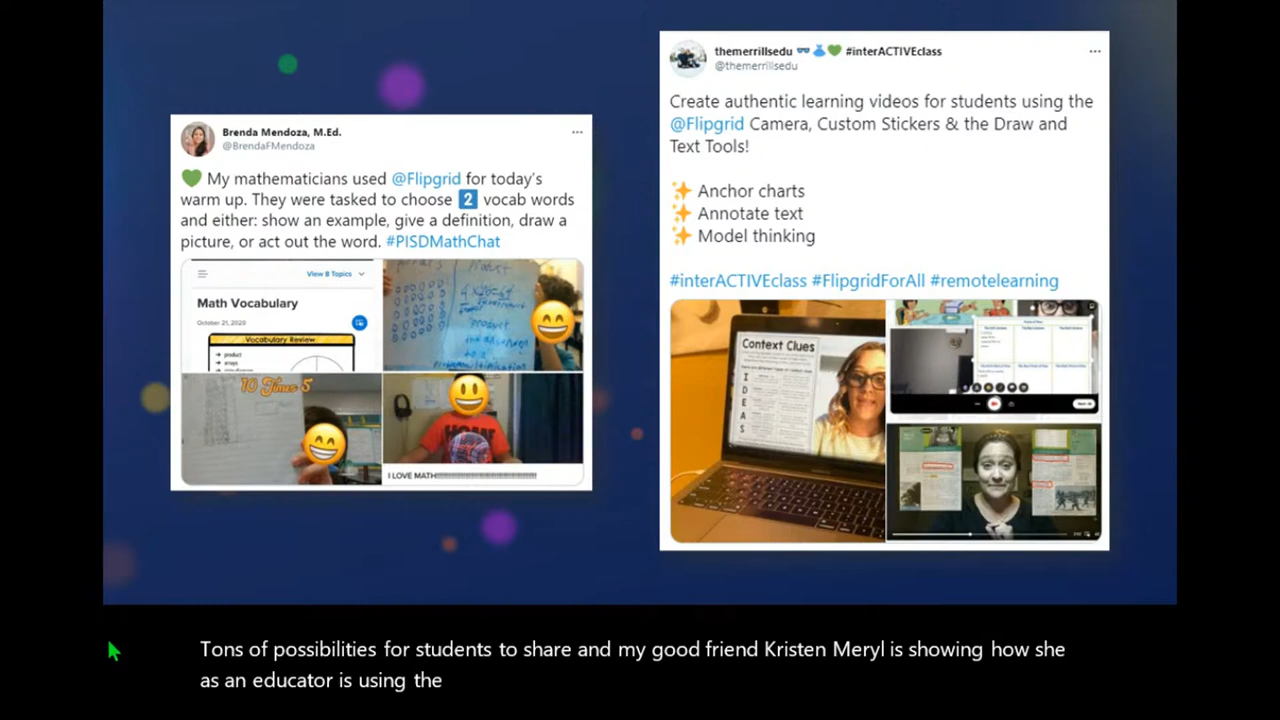 Brenda Mendoza, M.Ed.
@BrendaFMendoza
My mathematicians used @Flipgrid for today's
warm up. They were tasked to choose 2 vocab words
and either: show an example, give a definition, draw a
picture, or act out the word. #PISDMathChat
View 8 Topics
Math Vocabulary
October 21, 2020
Vocabulary Review
product
arrays
product
10 Times 5
HOME
I LOVE MATH!!!!!!!!!!!!!!!!!!!!!!!!!!!!!!!!!!!!!!!!
themerrillsedu #interACTIVEclass
@themerrillsedu
Create authentic learning videos for students using the
@Flipgrid Camera, Custom Stickers & the Draw and
Text Tools!
Anchor charts
Annotate text
Model thinking
#interACTIVEclass #FlipgridForAll #remotelearning
Context Clues
I
D
E
A
S
Tons of possibilities for students to share and my good friend Kristen Meryl is showing how she
as an educator is using the